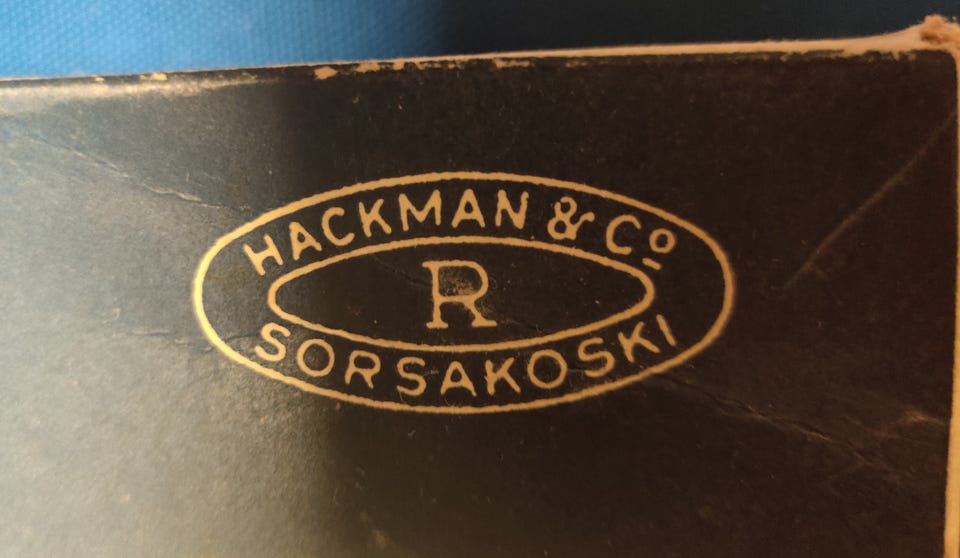 HACKMAN & Cº
R
SORSAKOSKI